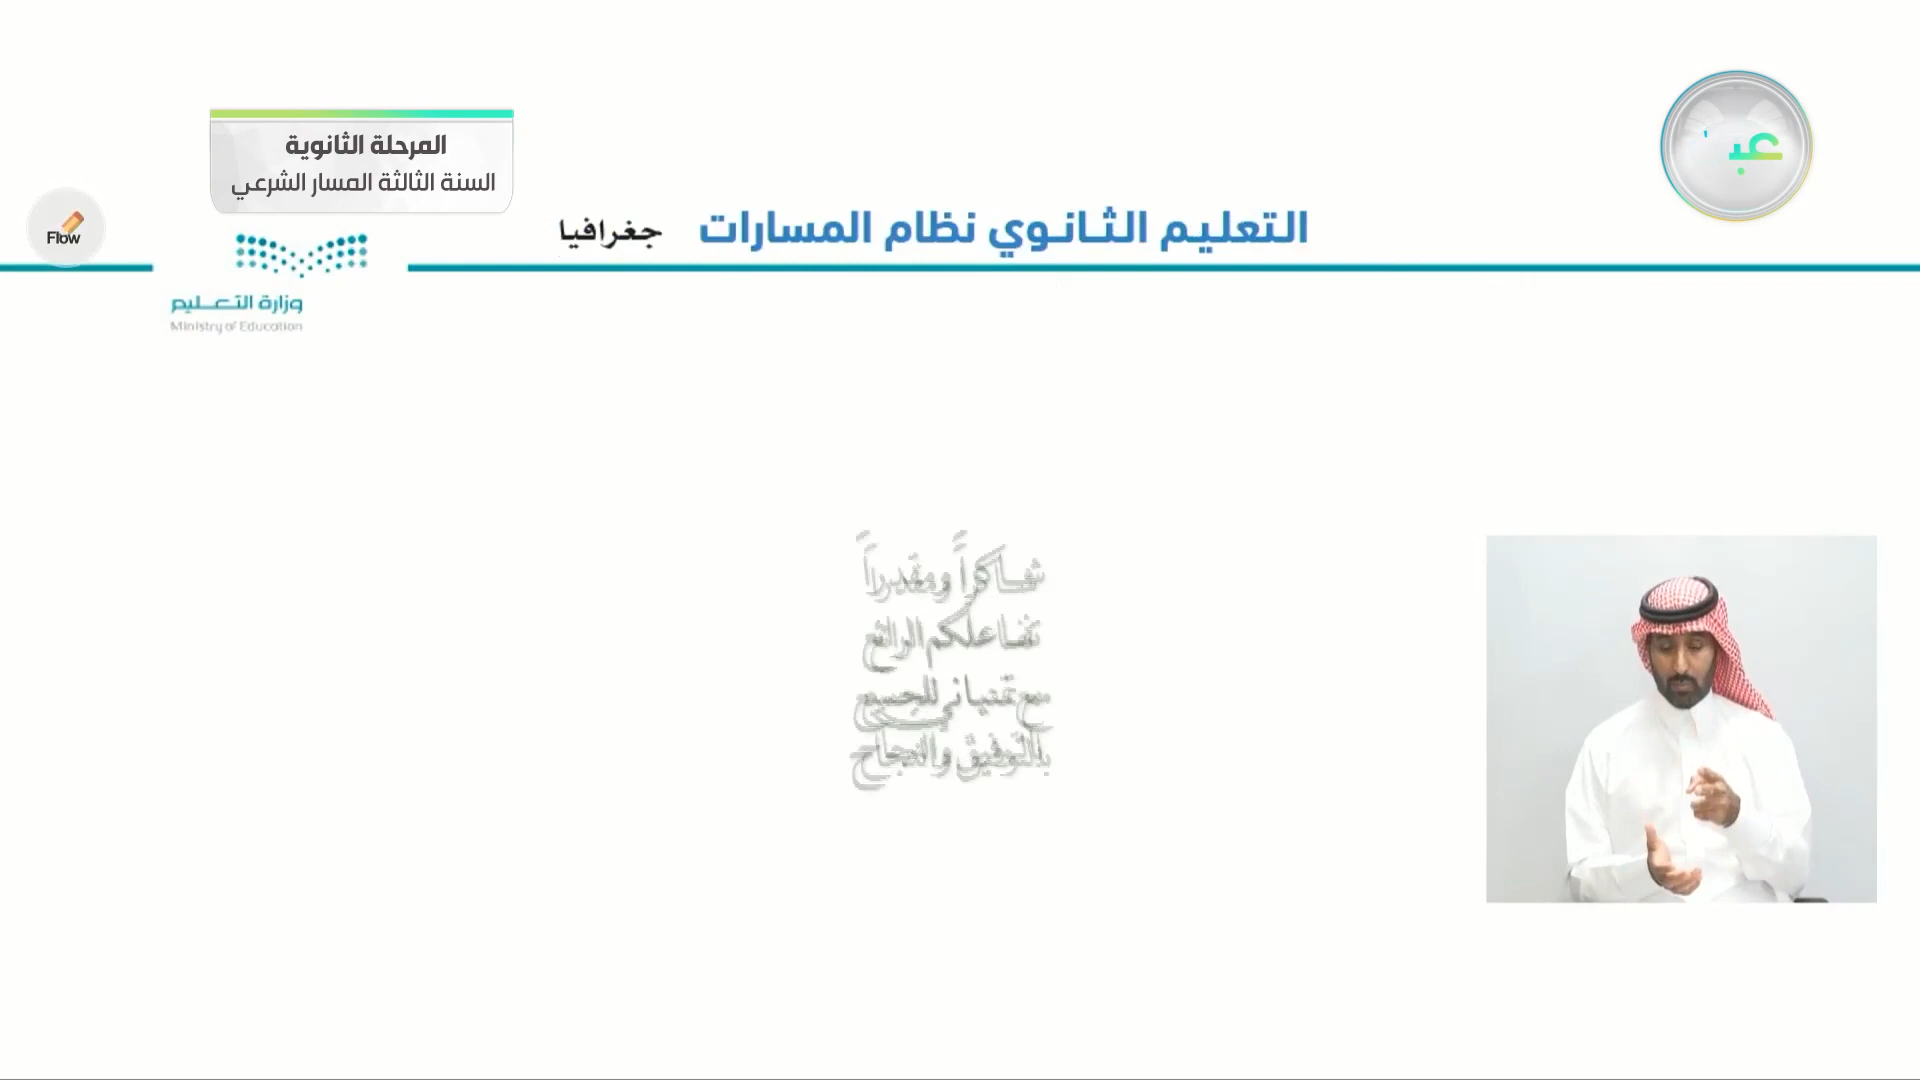 المرحلة الثانوية
السنة الثالثة المسار الشرعي
عـ
Flow
التعليم الثانوي نظام المسارات
جغرافيا
وزارة التعليم
Ministry of Education
شاكراً ومقدراً
تفاعلكم الرائع
مع تمنياتي للجميع
بالتوفيق والنجاح